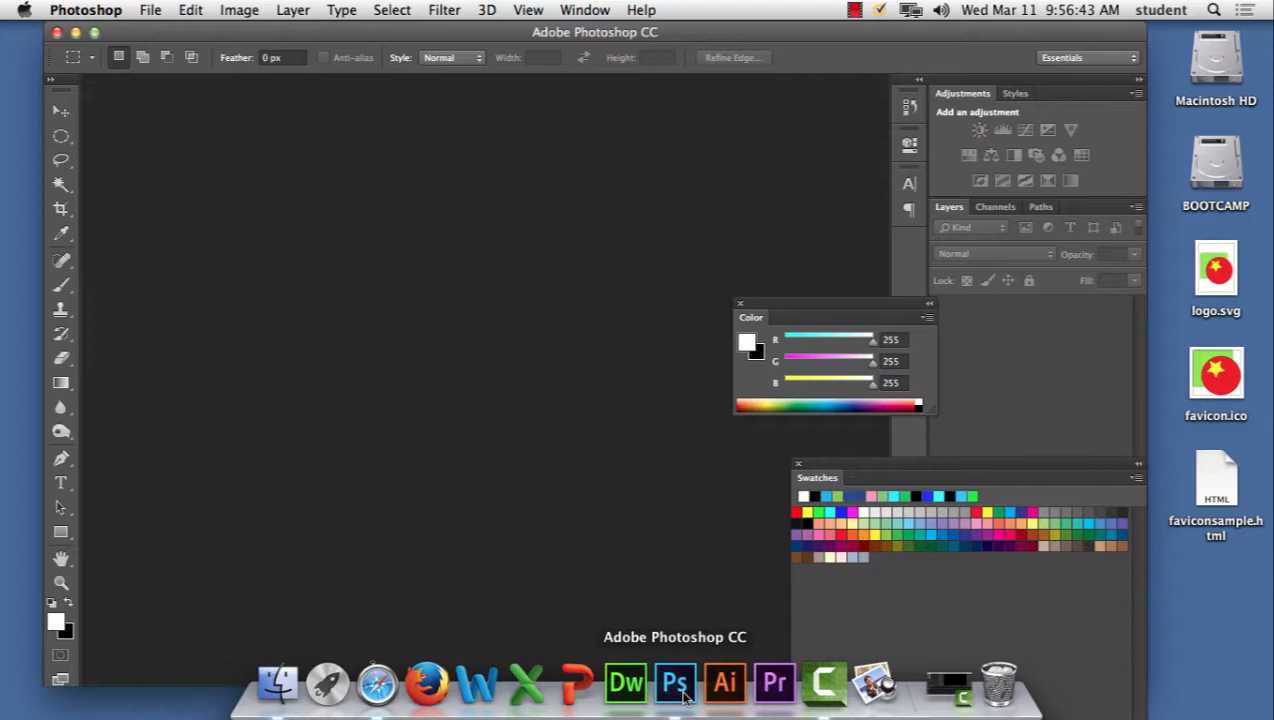 Photoshop File Edit Image Layer Type Select Filter 3D View Window Help Wed Mar 11 9:56:43 AM student
Adobe Photoshop CC
Feather: 0 px Anti-alias Style: Normal Width: Height: Refine Edge... Essentials
Adjustments Styles
Add an adjustment
Layers Channels Paths
Kind
Normal Opacity:
Lock: Fill:
Color
R 255
G 255
B 255
Swatches
Macintosh HD
BOOTCAMP
logo.svg
favicon.ico
HTML
faviconsample.h
tml
Adobe Photoshop CC
Dw Ps Ai Pr